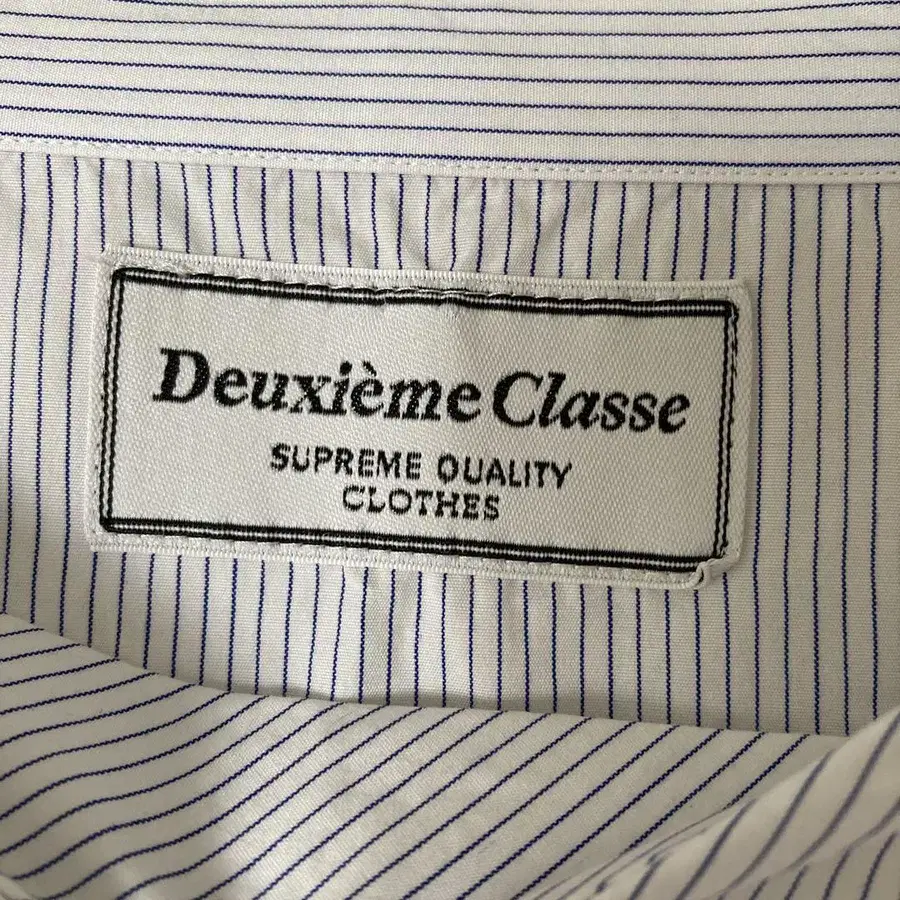 Deuxième Classe
SUPREME QUALITY
CLOTHES